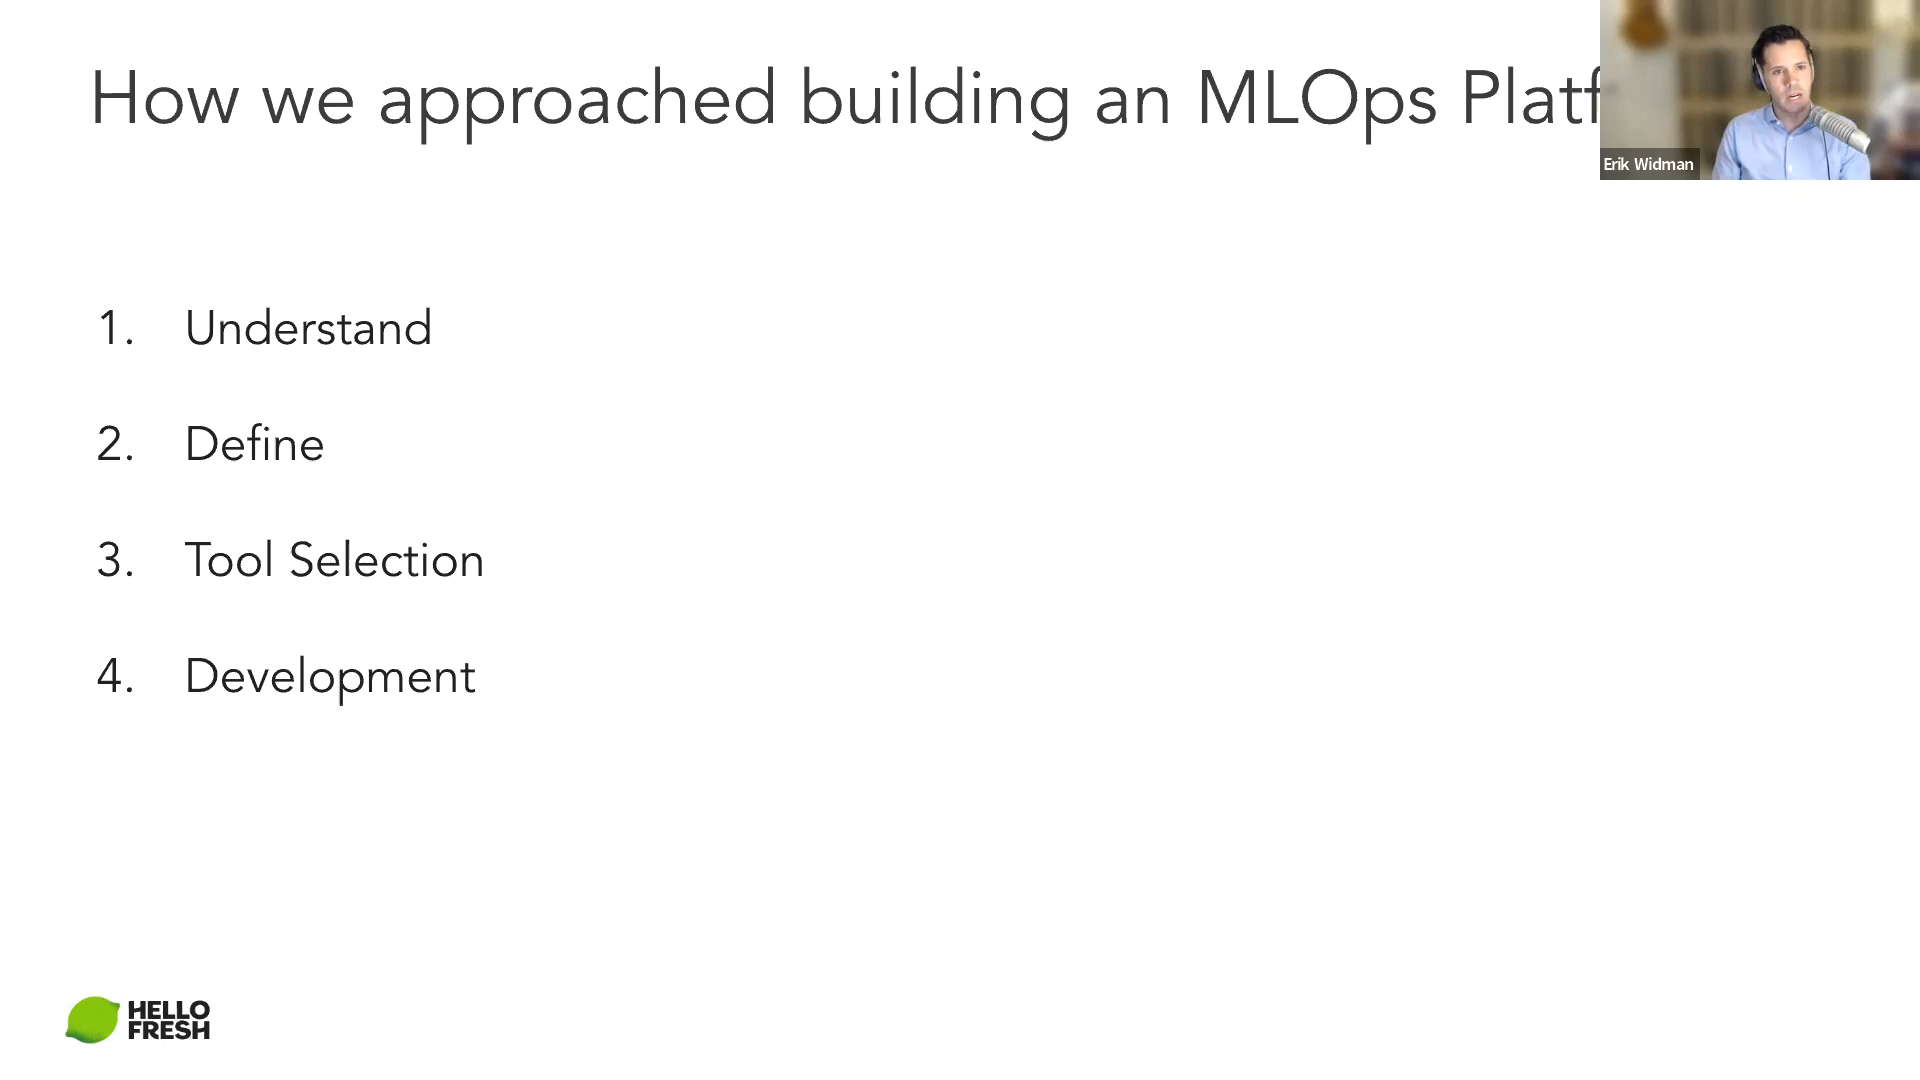 How we approached building an MLOps Platf
Erik Widman
1. Understand
2. Define
3. Tool Selection
4. Development
HELLO
FRESH